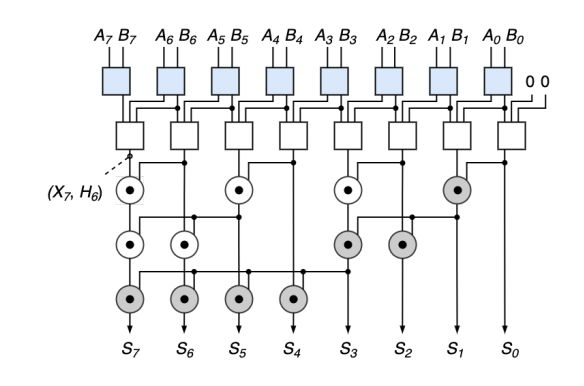 A₇ B₇ A₆ B₆ A₅ B₅ A₄ B₄ A₃ B₃ A₂ B₂ A₁ B₁ A₀ B₀
0 0
(X₇, H₆)
S₇ S₆ S₅ S₄ S₃ S₂ S₁ S₀